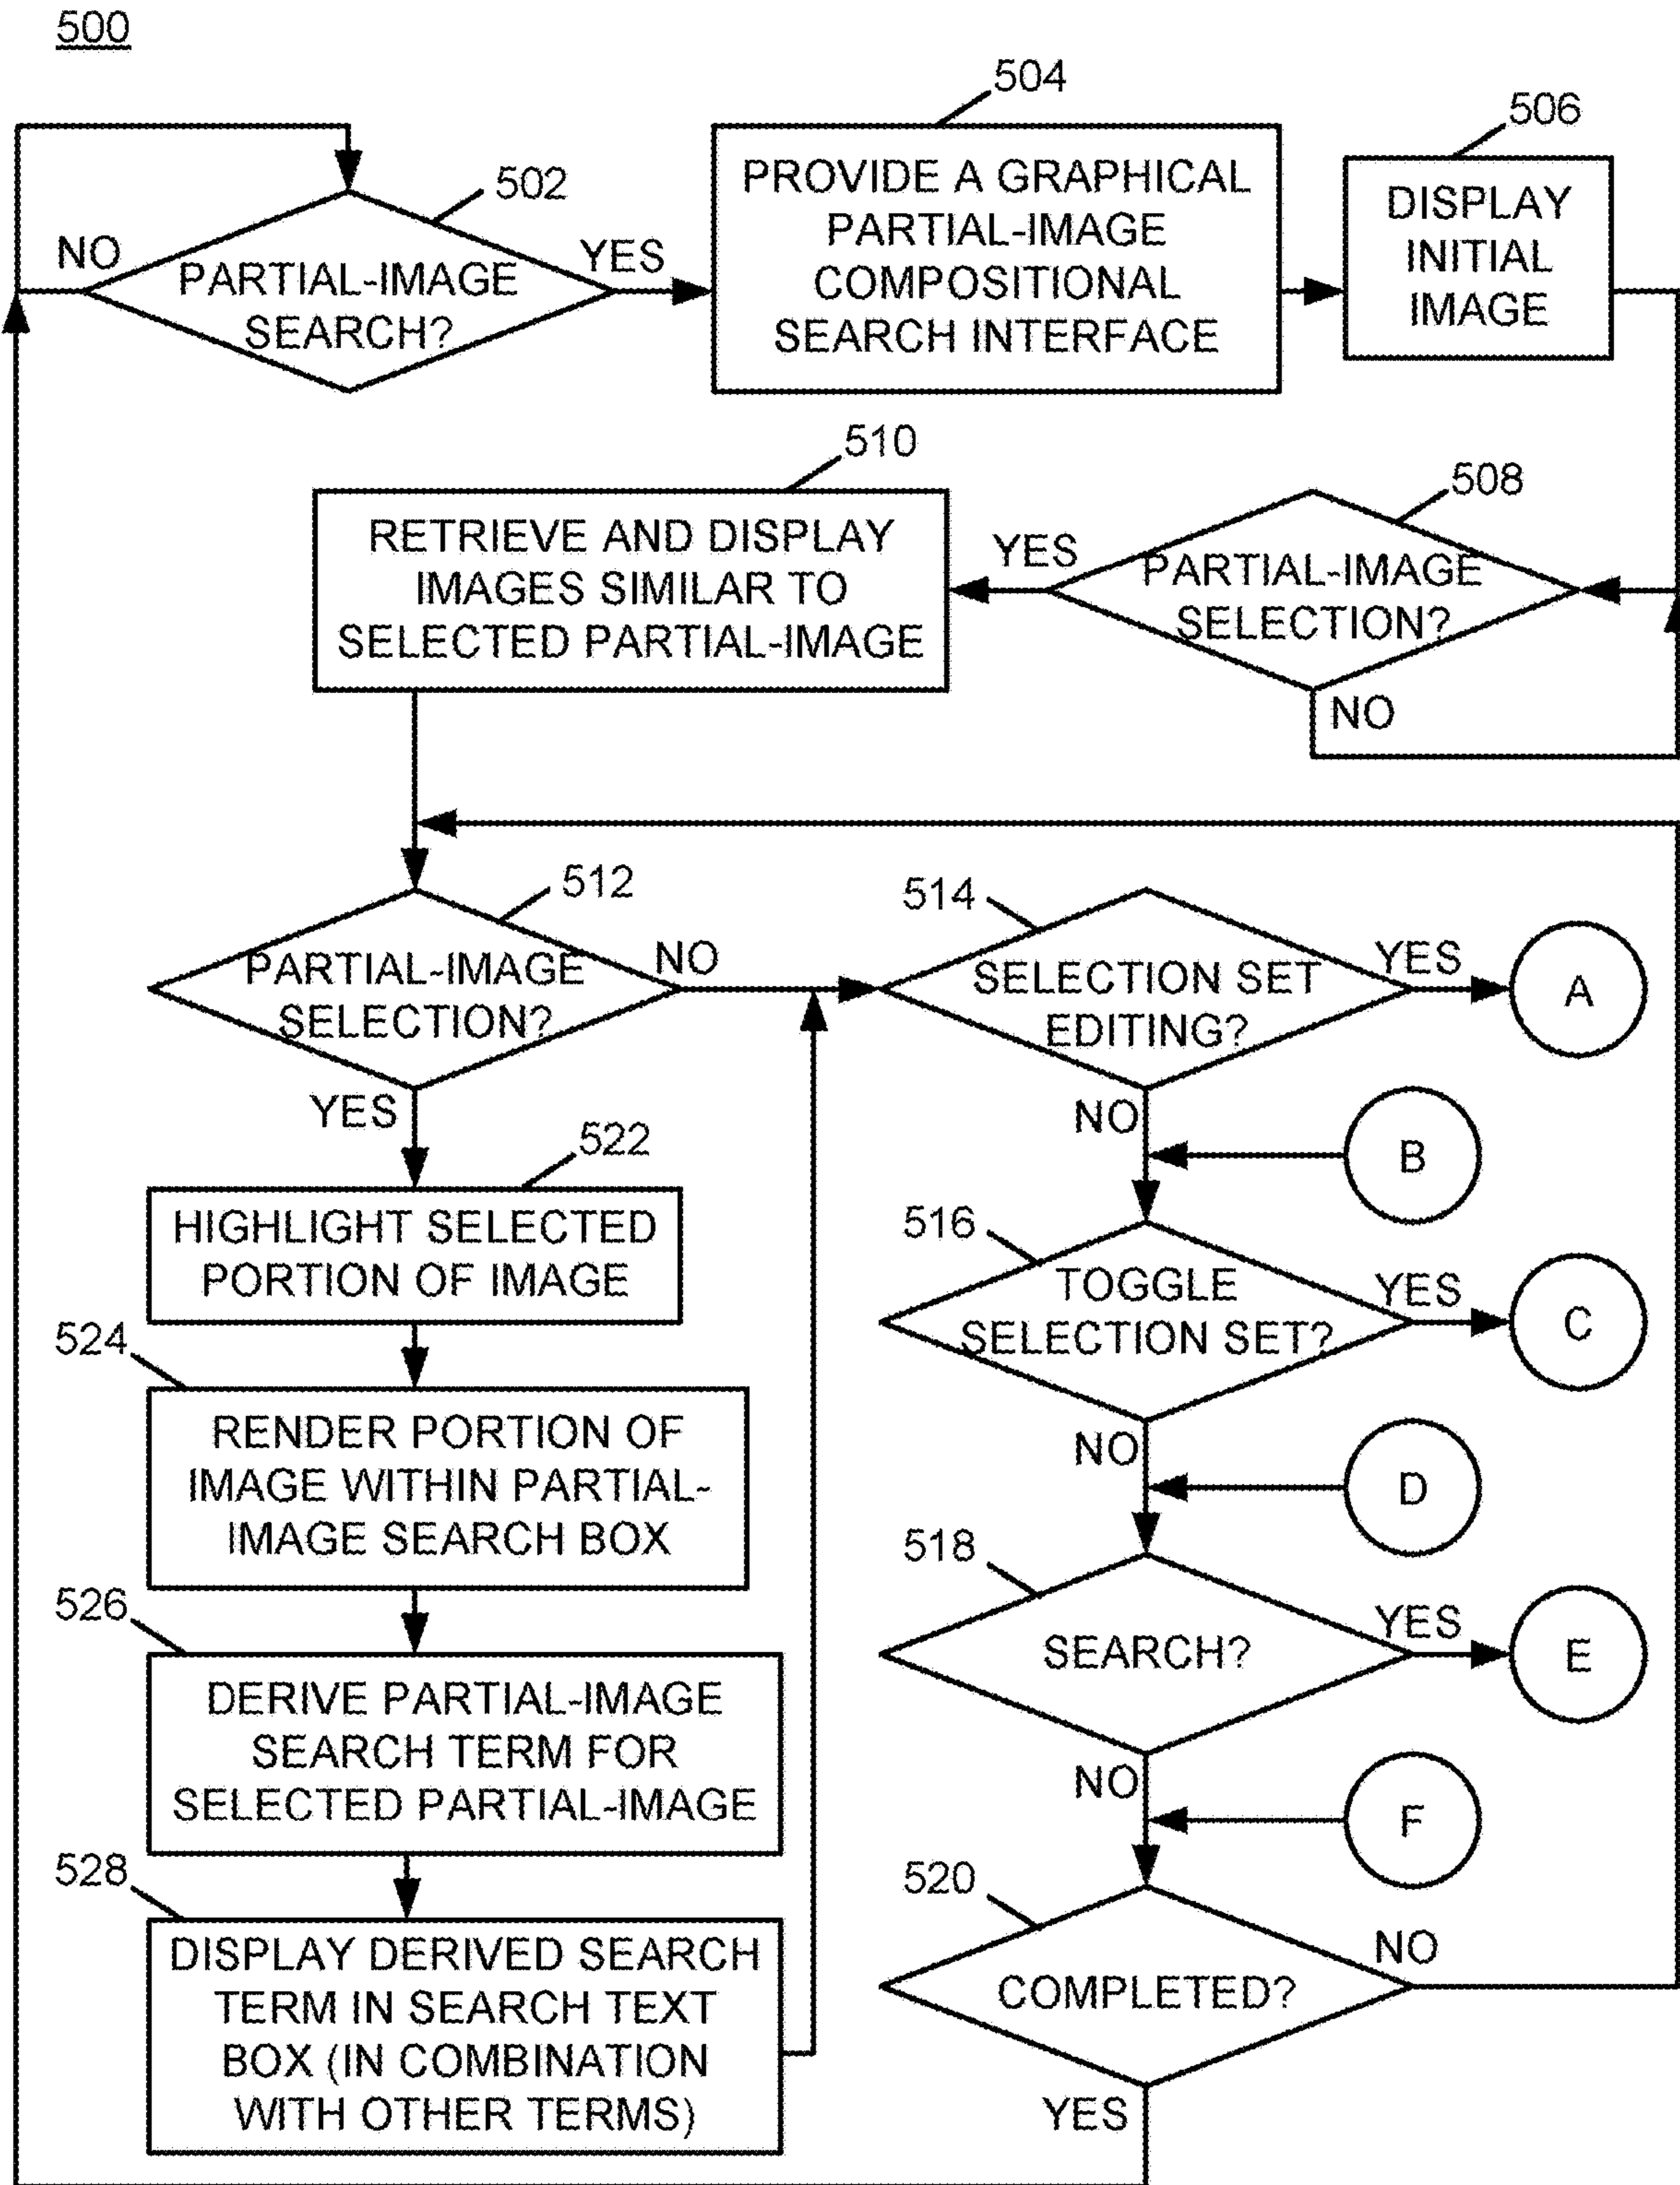 500
504
506
502
NO
YES
PARTIAL-IMAGE
SEARCH?
PROVIDE A GRAPHICAL
PARTIAL-IMAGE
COMPOSITIONAL
SEARCH INTERFACE
DISPLAY
INITIAL
IMAGE
510
508
RETRIEVE AND DISPLAY
IMAGES SIMILAR TO
SELECTED PARTIAL-IMAGE
YES
PARTIAL-IMAGE
SELECTION?
NO
512
PARTIAL-IMAGE
SELECTION?
NO
YES
514
SELECTION SET
EDITING?
YES
A
NO
B
522
HIGHLIGHT SELECTED
PORTION OF IMAGE
516
TOGGLE
SELECTION SET?
YES
C
NO
D
524
RENDER PORTION OF
IMAGE WITHIN PARTIAL-
IMAGE SEARCH BOX
518
SEARCH?
YES
E
NO
F
526
DERIVE PARTIAL-IMAGE
SEARCH TERM FOR
SELECTED PARTIAL-IMAGE
528
DISPLAY DERIVED SEARCH
TERM IN SEARCH TEXT
BOX (IN COMBINATION
WITH OTHER TERMS)
520
COMPLETED?
NO
YES